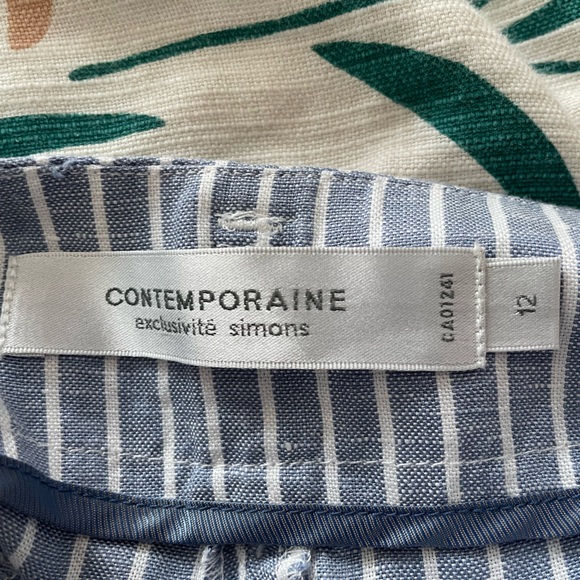 CONTEMPORAINE
exclusivité simons
CA01241
12